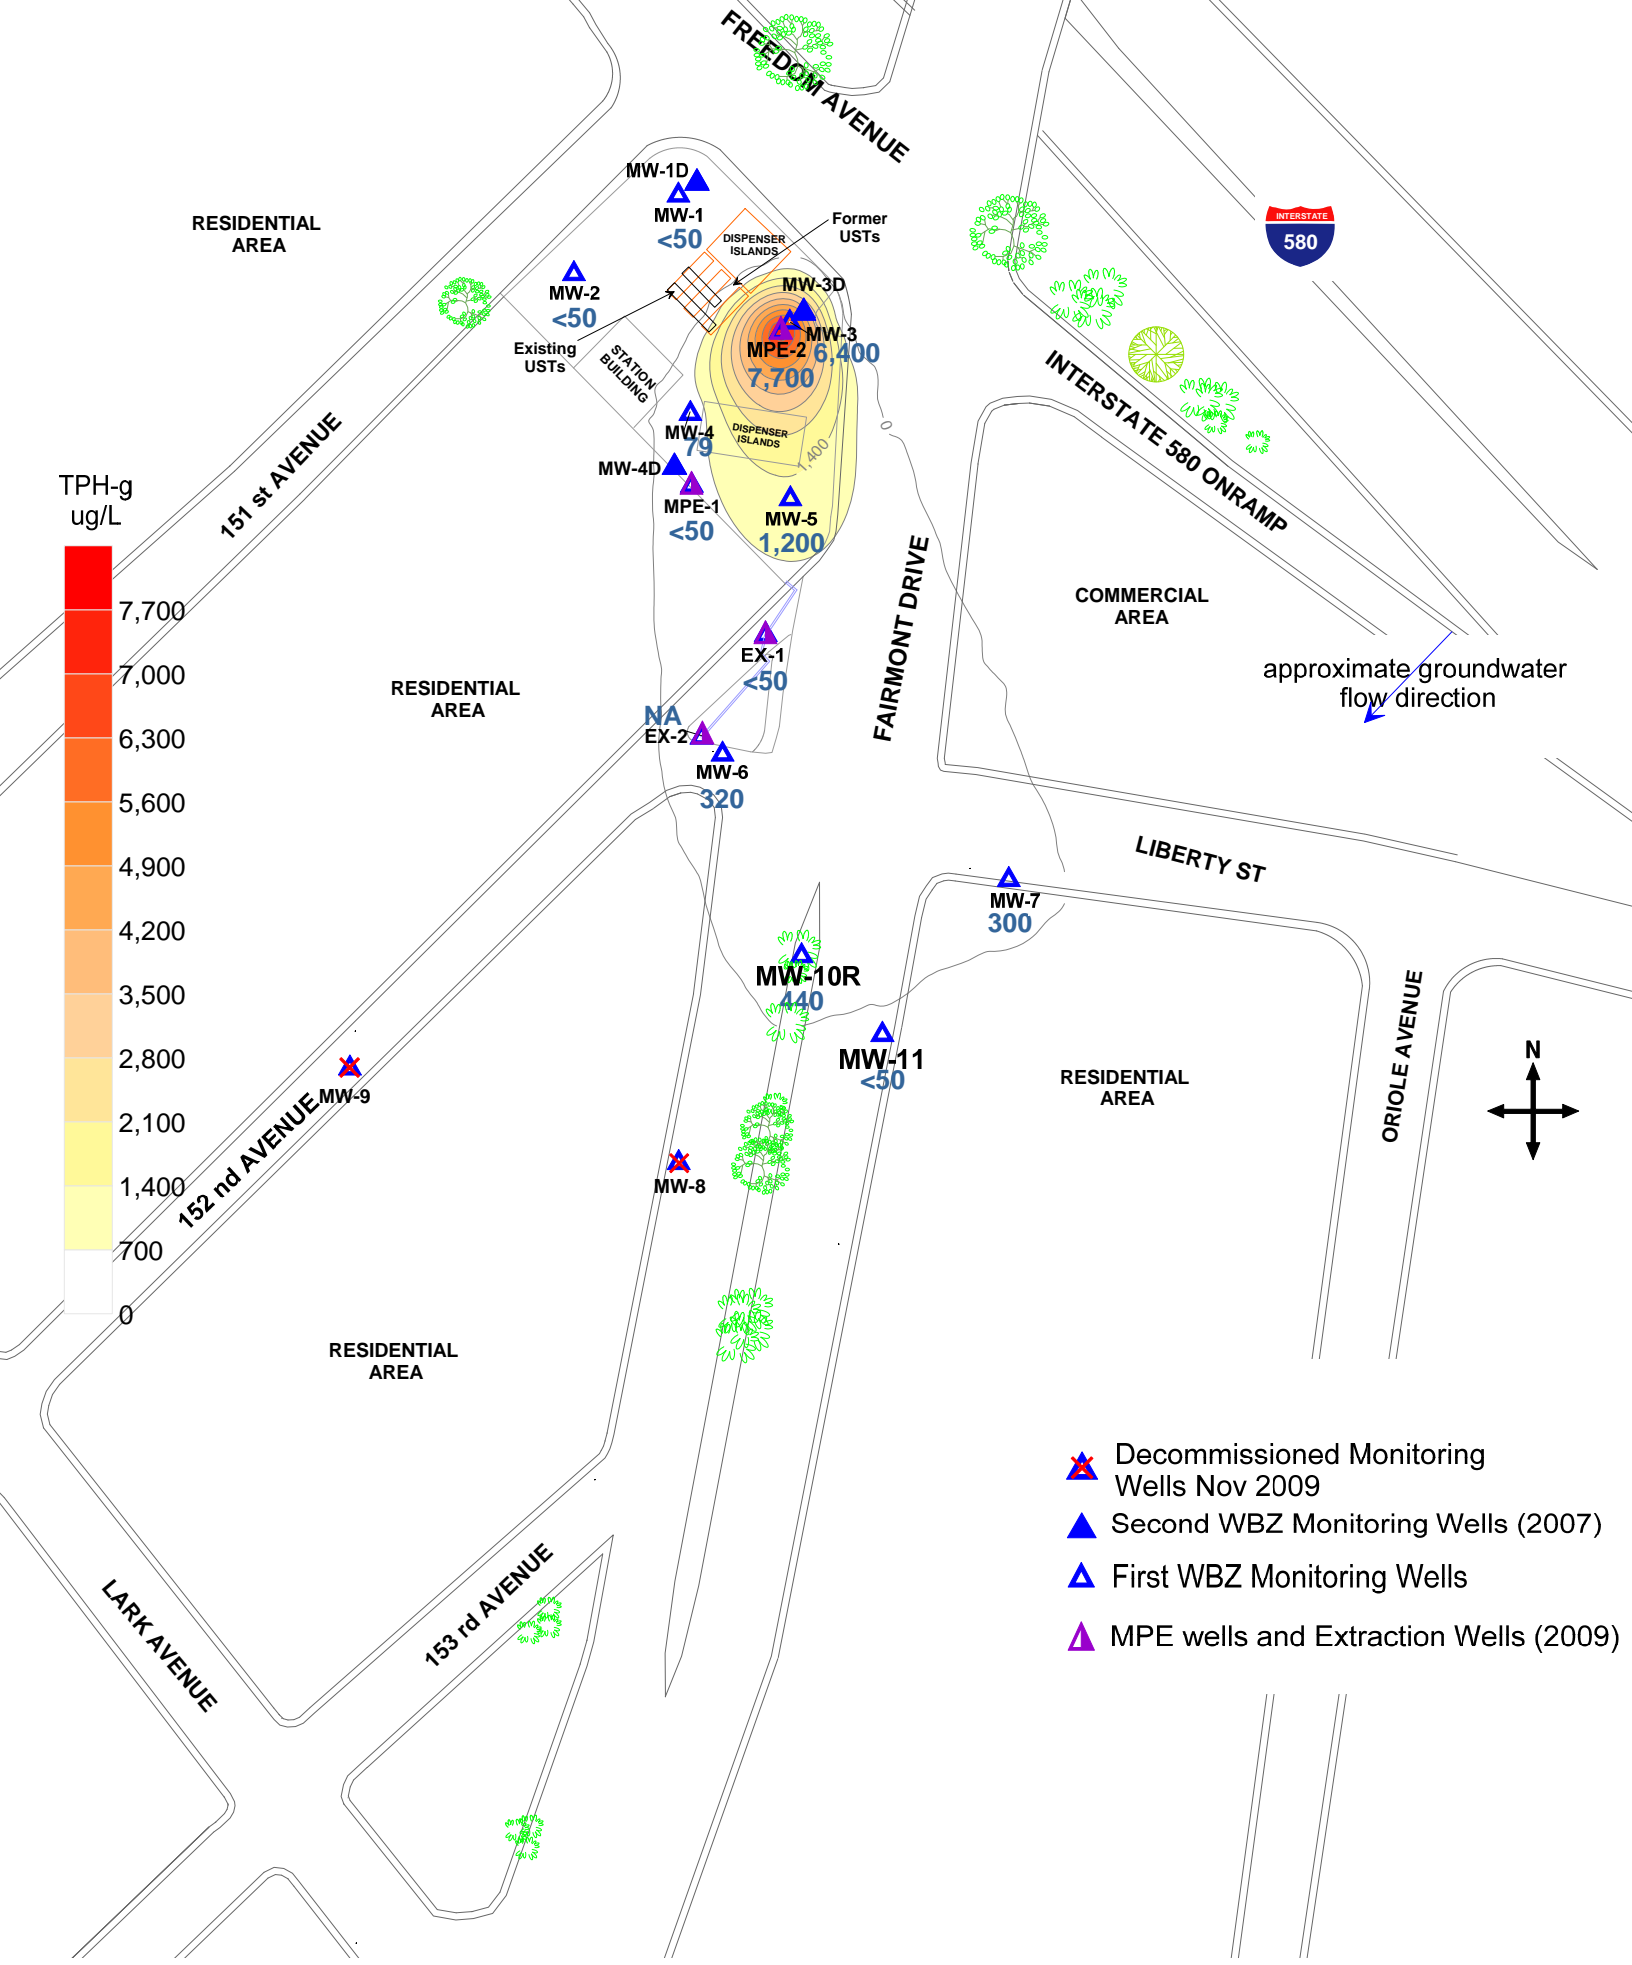 FREEDOM AVENUE
MW-1D
MW-1
<50
RESIDENTIAL
AREA
Former
USTs
DISPENSER
ISLANDS
INTERSTATE
580
MW-2
<50
MW-3D
MW-3
6,400
MPE-2
7,700
Existing
USTs
STATION
BUILDING
INTERSTATE 580 ONRAMP
MW-4
79
DISPENSER
ISLANDS
1,400
0
151 st AVENUE
MW-4D
MPE-1
<50
MW-5
1,200
TPH-g
ug/L
7,700
7,000
6,300
5,600
4,900
4,200
3,500
2,800
2,100
1,400
700
0
FAIRMONT DRIVE
COMMERCIAL
AREA
EX-1
<50
approximate groundwater
flow direction
RESIDENTIAL
AREA
NA
EX-2
MW-6
320
LIBERTY ST
MW-7
300
MW-10R
440
MW-11
<50
ORIOLE AVENUE
N
RESIDENTIAL
AREA
MW-9
152 nd AVENUE
MW-8
RESIDENTIAL
AREA
LARK AVENUE
153 rd AVENUE
Decommissioned Monitoring
Wells Nov 2009
Second WBZ Monitoring Wells (2007)
First WBZ Monitoring Wells
MPE wells and Extraction Wells (2009)